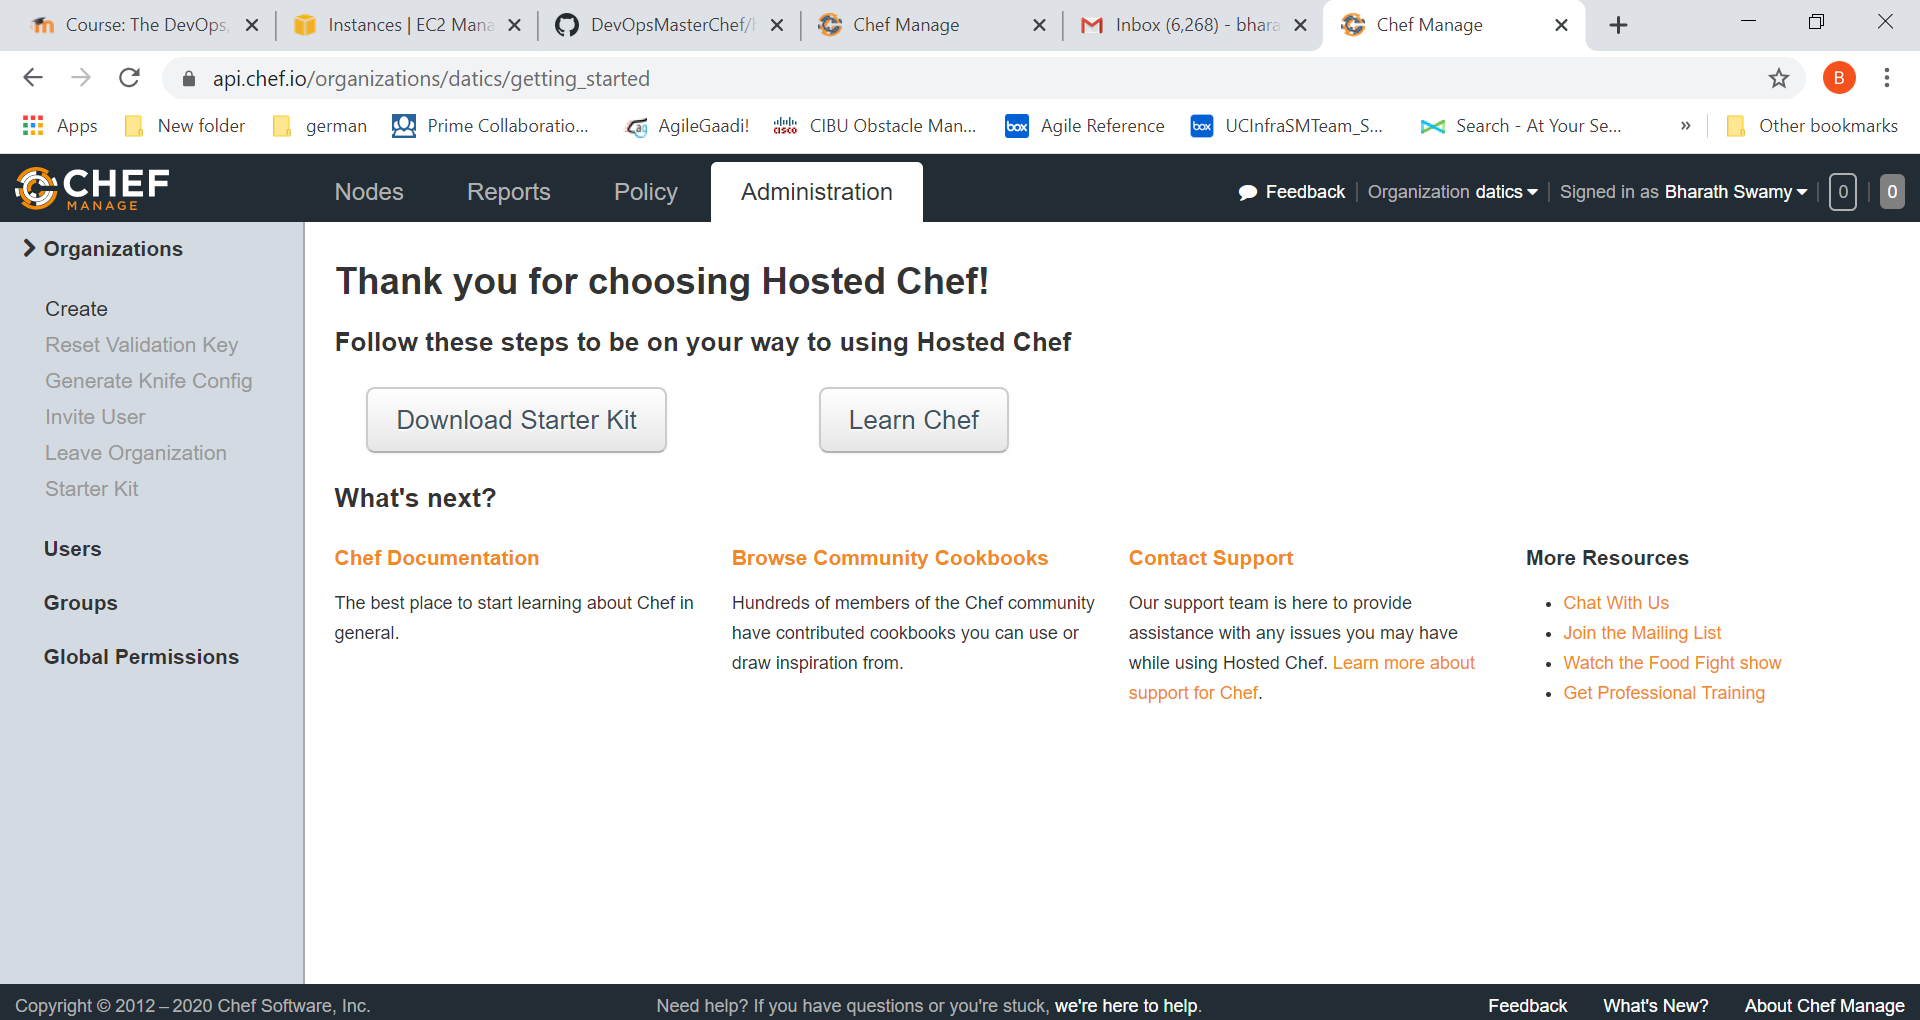 Course: The DevOps,
Instances | EC2 Mana
DevOpsMasterChef/
Chef Manage
Inbox (6,268) - bhara
Chef Manage
api.chef.io/organizations/datics/getting_started
B
Apps
New folder
german
Prime Collaboratio...
AgileGaadi!
CISCO
CIBU Obstacle Man...
box
Agile Reference
box
UCInfraSMTeam_S...
Search - At Your Se...
»
Other bookmarks
CHEF
MANAGE
Nodes
Reports
Policy
Administration
Feedback
Organization datics
Signed in as Bharath Swamy
0
0
Organizations
Create
Reset Validation Key
Generate Knife Config
Invite User
Leave Organization
Starter Kit
Users
Groups
Global Permissions
Thank you for choosing Hosted Chef!
Follow these steps to be on your way to using Hosted Chef
Download Starter Kit
Learn Chef
What's next?
Chef Documentation
The best place to start learning about Chef in
general.
Browse Community Cookbooks
Hundreds of members of the Chef community
have contributed cookbooks you can use or
draw inspiration from.
Contact Support
Our support team is here to provide
assistance with any issues you may have
while using Hosted Chef. Learn more about
support for Chef.
More Resources
• Chat With Us
• Join the Mailing List
• Watch the Food Fight show
• Get Professional Training
Copyright © 2012 – 2020 Chef Software, Inc.
Need help? If you have questions or you're stuck, we're here to help.
Feedback
What's New?
About Chef Manage